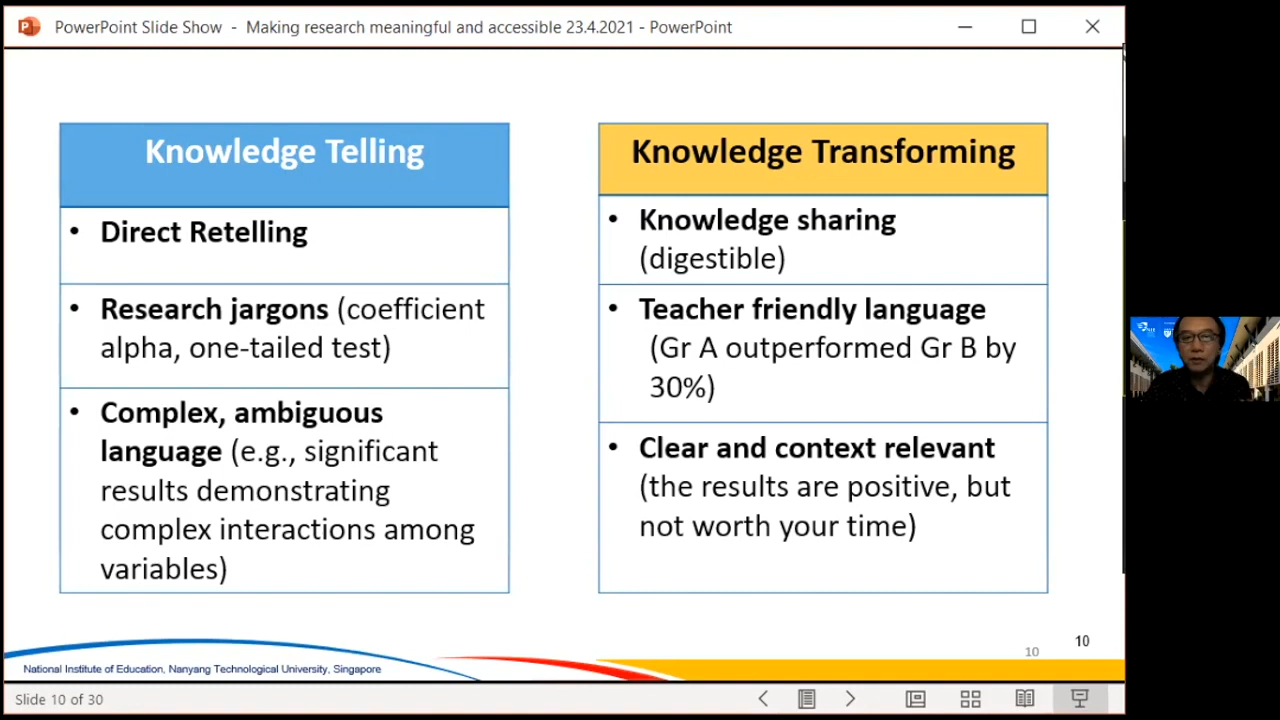 PowerPoint Slide Show - Making research meaningful and accessible 23.4.2021 - PowerPoint
Knowledge Telling
• Direct Retelling
• Research jargons (coefficient
alpha, one-tailed test)
• Complex, ambiguous
language (e.g., significant
results demonstrating
complex interactions among
variables)
Knowledge Transforming
• Knowledge sharing
(digestible)
• Teacher friendly language
(Gr A outperformed Gr B by
30%)
• Clear and context relevant
(the results are positive, but
not worth your time)
10
10
National Institute of Education, Nanyang Technological University, Singapore
Slide 10 of 30